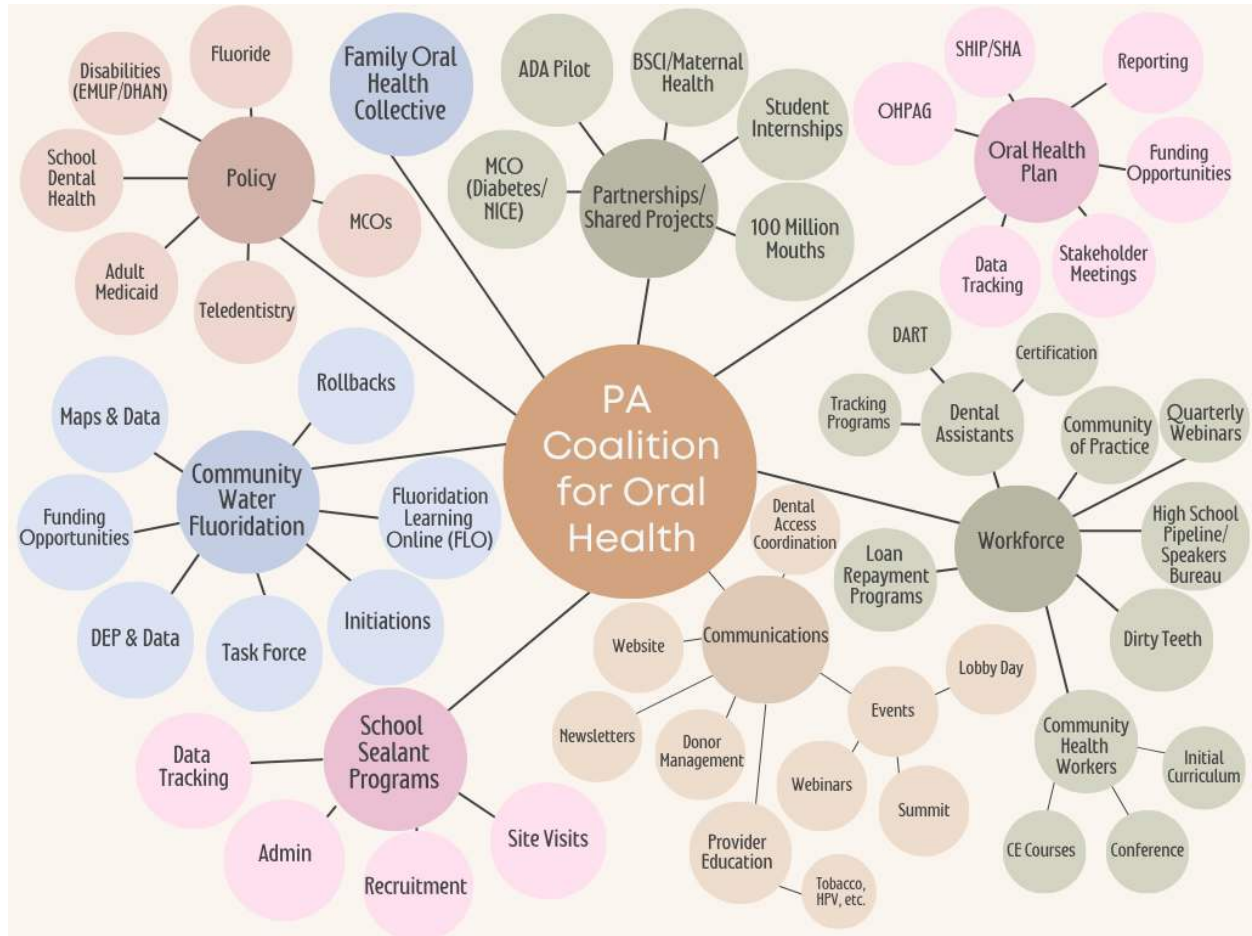 Fluoride
Disabilities
(EMUP/DHAN)
School
Dental
Health
Policy
MCOs
Adult
Medicaid
Teledentistry
Family Oral
Health
Collective
ADA Pilot
BSCI/Maternal
Health
Student
Internships
MCO
(Diabetes/
NICE)
Partnerships/
Shared Projects
100 Million
Mouths
SHIP/SHA
Reporting
OHPAG
Oral Health
Plan
Funding
Opportunities
Data
Tracking
Stakeholder
Meetings
PA
Coalition
for Oral
Health
Rollbacks
Maps & Data
Community
Water
Fluoridation
Funding
Opportunities
Fluoridation
Learning
Online (FLO)
DEP & Data
Task Force
Initiations
DART
Certification
Tracking
Programs
Dental
Assistants
Community
of Practice
Quarterly
Webinars
Workforce
High School
Pipeline/
Speakers
Bureau
Loan
Repayment
Programs
Dirty Teeth
Community
Health
Workers
Initial
Curriculum
CE Courses
Conference
Dental
Access
Coordination
Communications
Website
Newsletters
Donor
Management
Events
Lobby Day
Webinars
Summit
Provider
Education
Tobacco,
HPV, etc.
School
Sealant
Programs
Data
Tracking
Admin
Recruitment
Site Visits